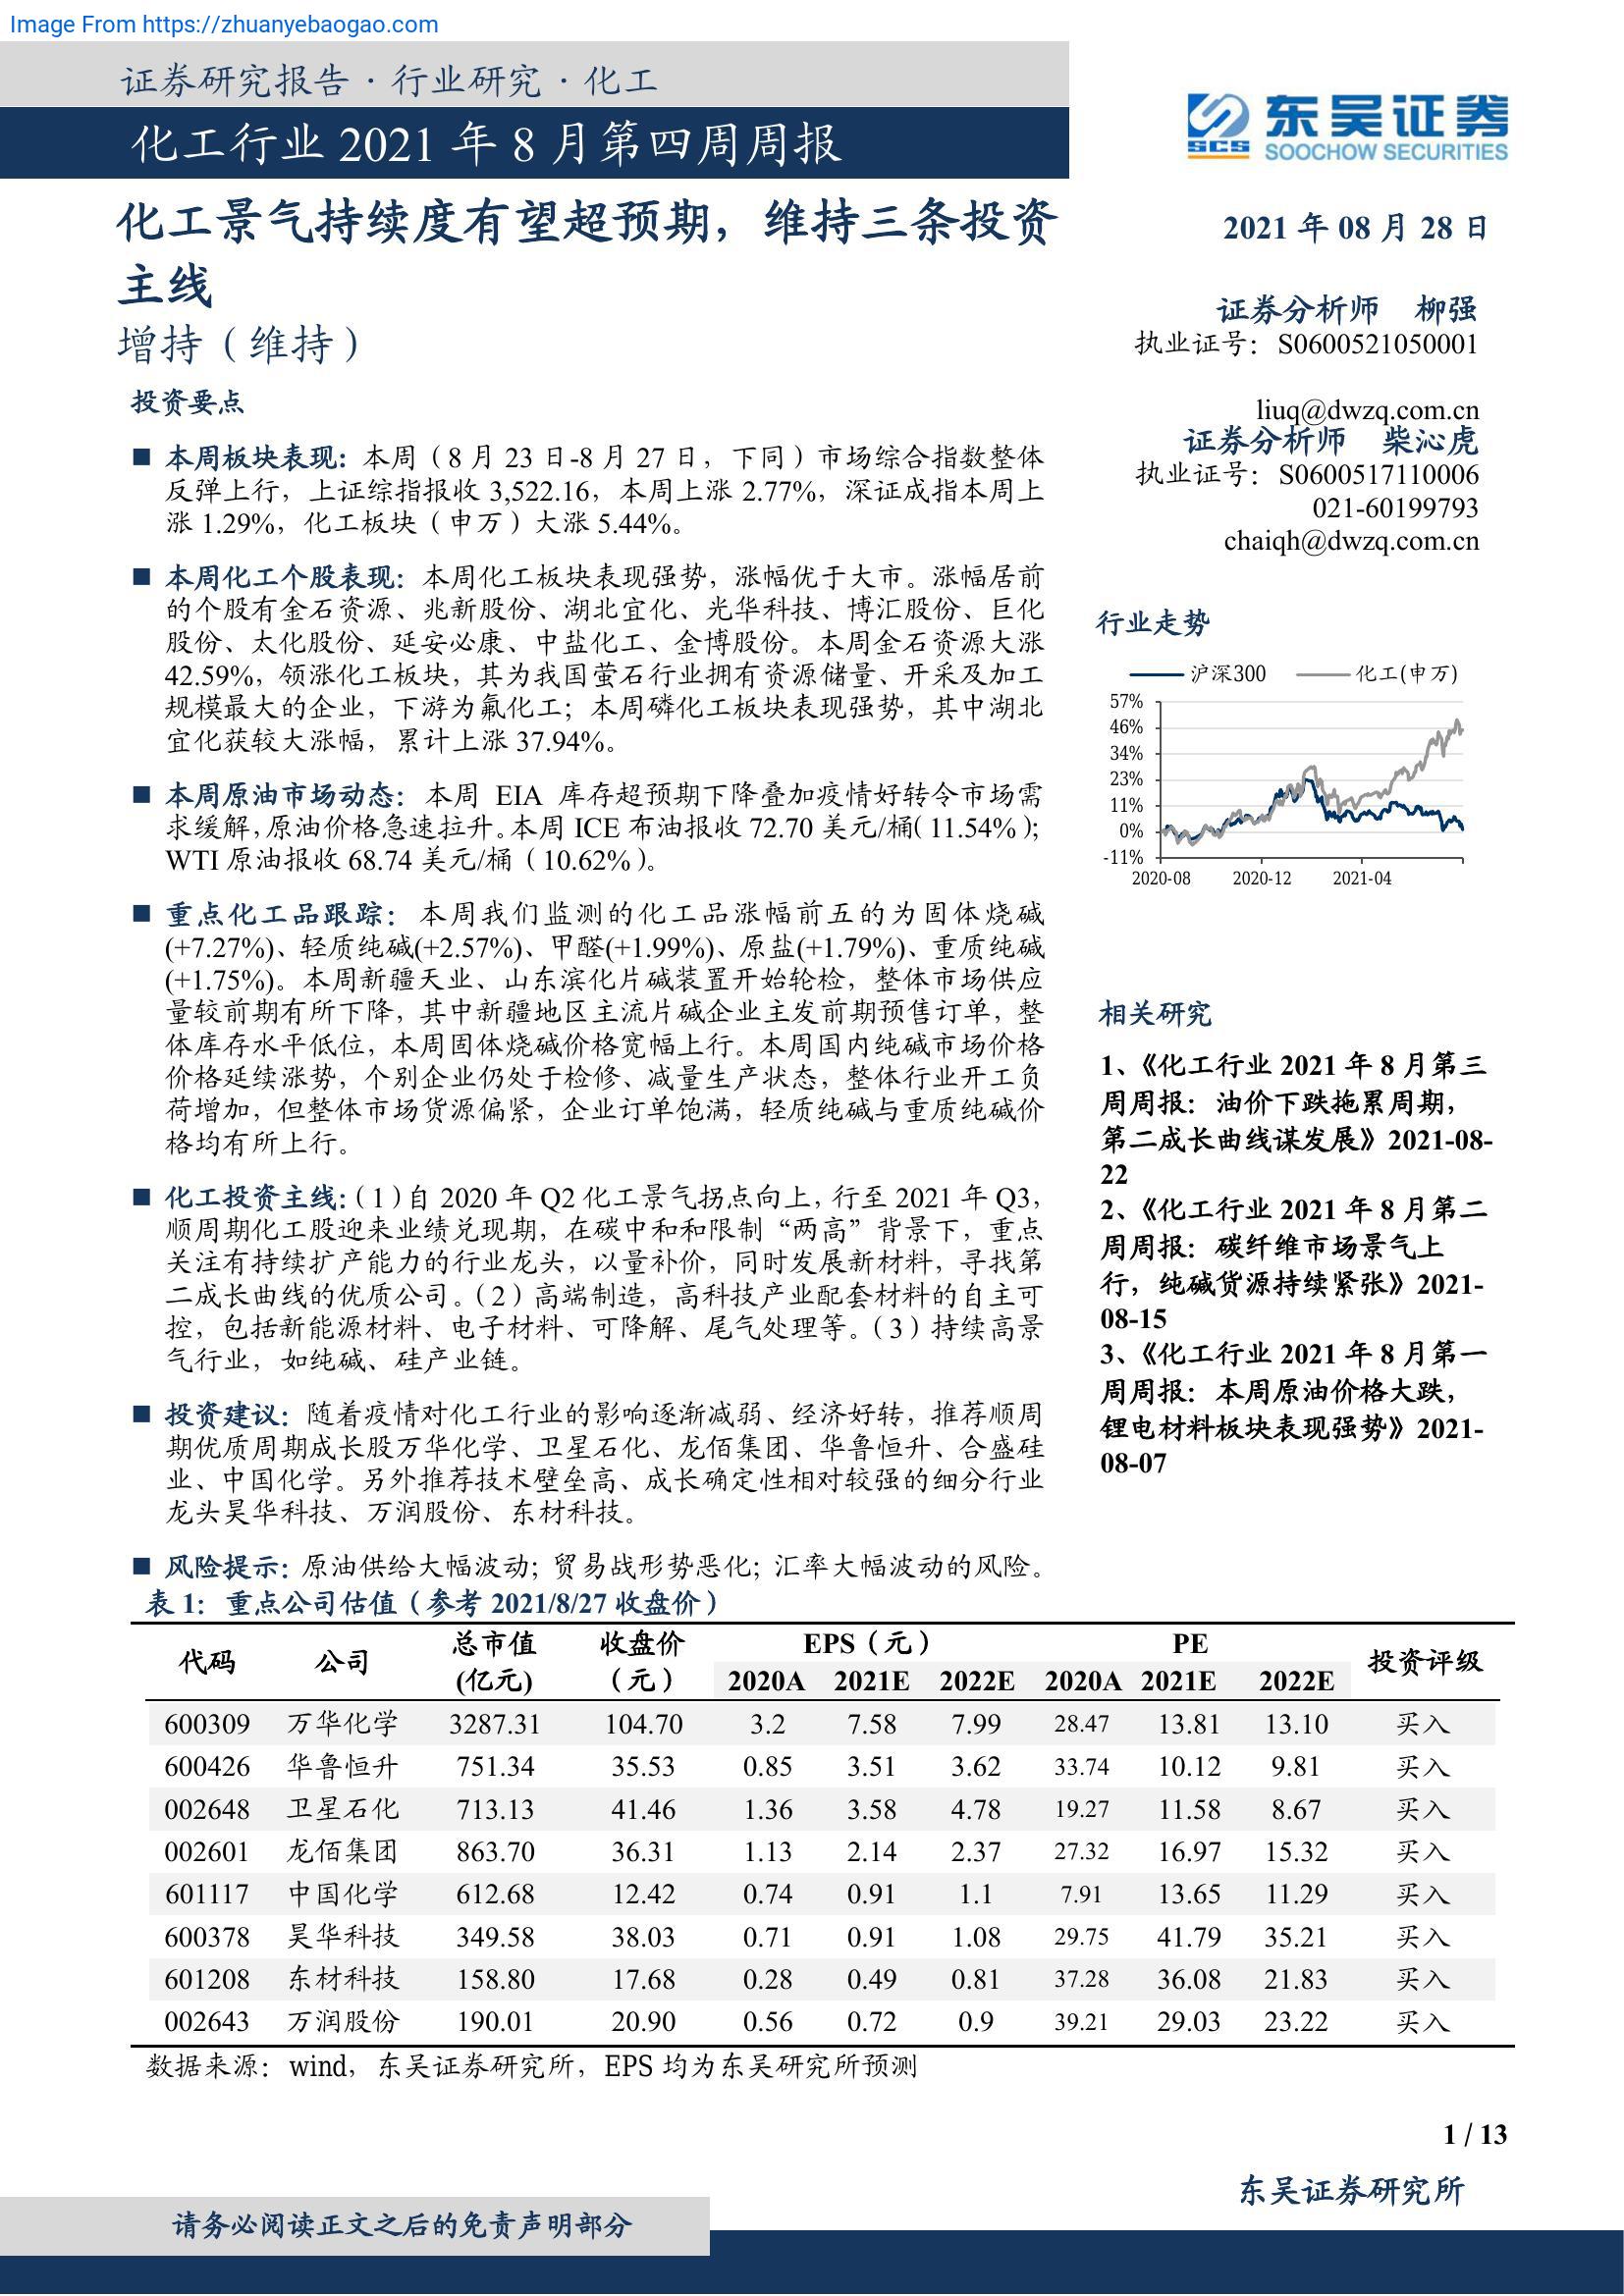 Image From https://zhuanyebaogao.com
证券研究报告·行业研究·化工
化工行业 2021 年 8 月第四周周报
东吴证券
SCS SOOCHOW SECURITIES
化工景气持续度有望超预期，维持三条投资
主线
增持（维持）
2021 年 08 月 28 日
证券分析师 柳强
执业证号：S0600521050001
liuq@dwzq.com.cn
证券分析师 柴沁虎
执业证号：S0600517110006
021-60199793
chaiqh@dwzq.com.cn
投资要点
■ 本周板块表现：本周（8 月 23 日-8 月 27 日，下同）市场综合指数整体
反弹上行，上证综指报收 3,522.16，本周上涨 2.77%，深证成指本周上
涨 1.29%，化工板块（申万）大涨 5.44%。
■ 本周化工个股表现：本周化工板块表现强势，涨幅优于大市。涨幅居前
的个股有金石资源、兆新股份、湖北宜化、光华科技、博汇股份、巨化
股份、太化股份、延安必康、中盐化工、金博股份。本周金石资源大涨
42.59%，领涨化工板块，其为我国萤石行业拥有资源储量、开采及加工
规模最大的企业，下游为氟化工；本周磷化工板块表现强势，其中湖北
宜化获较大涨幅，累计上涨 37.94%。
■ 本周原油市场动态：本周 EIA 库存超预期下降叠加疫情好转令市场需
求缓解，原油价格急速拉升。本周 ICE 布油报收 72.70 美元/桶（11.54%）；
WTI 原油报收 68.74 美元/桶（10.62%）。
■ 重点化工品跟踪：本周我们监测的化工品涨幅前五的为固体烧碱
(+7.27%)、轻质纯碱(+2.57%)、甲醛(+1.99%)、原盐(+1.79%)、重质纯碱
(+1.75%)。本周新疆天业、山东滨化片碱装置开始轮检，整体市场供应
量较前期有所下降，其中新疆地区主流片碱企业主发前期预售订单，整
体库存水平低位，本周固体烧碱价格宽幅上行。本周国内纯碱市场价格
价格延续涨势，个别企业仍处于检修、减量生产状态，整体行业开工负
荷增加，但整体市场货源偏紧，企业订单饱满，轻质纯碱与重质纯碱价
格均有所上行。
■ 化工投资主线：（1）自 2020 年 Q2 化工景气拐点向上，行至 2021 年 Q3，
顺周期化工股迎来业绩兑现期，在碳中和和限制“两高”背景下，重点
关注有持续扩产能力的行业龙头，以量补价，同时发展新材料，寻找第
二成长曲线的优质公司。（2）高端制造，高科技产业配套材料的自主可
控，包括新能源材料、电子材料、可降解、尾气处理等。（3）持续高景
气行业，如纯碱、硅产业链。
■ 投资建议：随着疫情对化工行业的影响逐渐减弱、经济好转，推荐顺周
期优质周期成长股万华化学、卫星石化、龙佰集团、华鲁恒升、合盛硅
业、中国化学。另外推荐技术壁垒高、成长确定性相对较强的细分行业
龙头昊华科技、万润股份、东材科技。
■ 风险提示：原油供给大幅波动；贸易战形势恶化；汇率大幅波动的风险。
行业走势
沪深300 化工(申万)
57%
46%
34%
23%
11%
0%
-11%
2020-08 2020-12 2021-04
相关研究
1、《化工行业 2021 年 8 月第三
周周报：油价下跌拖累周期，
第二成长曲线谋发展》2021-08-
22
2、《化工行业 2021 年 8 月第二
周周报：碳纤维市场景气上
行，纯碱货源持续紧张》2021-
08-15
3、《化工行业 2021 年 8 月第一
周周报：本周原油价格大跌，
锂电材料板块表现强势》2021-
08-07
表 1：重点公司估值（参考 2021/8/27 收盘价）
代码 公司 总市值 收盘价 EPS（元） PE 投资评级
(亿元) （元） 2020A 2021E 2022E 2020A 2021E 2022E
600309 万华化学 3287.31 104.70 3.2 7.58 7.99 28.47 13.81 13.10 买入
600426 华鲁恒升 751.34 35.53 0.85 3.51 3.62 33.74 10.12 9.81 买入
002648 卫星石化 713.13 41.46 1.36 3.58 4.78 19.27 11.58 8.67 买入
002601 龙佰集团 863.70 36.31 1.13 2.14 2.37 27.32 16.97 15.32 买入
601117 中国化学 612.68 12.42 0.74 0.91 1.1 7.91 13.65 11.29 买入
600378 昊华科技 349.58 38.03 0.71 0.91 1.08 29.75 41.79 35.21 买入
601208 东材科技 158.80 17.68 0.28 0.49 0.81 37.28 36.08 21.83 买入
002643 万润股份 190.01 20.90 0.56 0.72 0.9 39.21 29.03 23.22 买入
数据来源：wind，东吴证券研究所，EPS 均为东吴研究所预测
1 / 13
东吴证券研究所
请务必阅读正文之后的免责声明部分